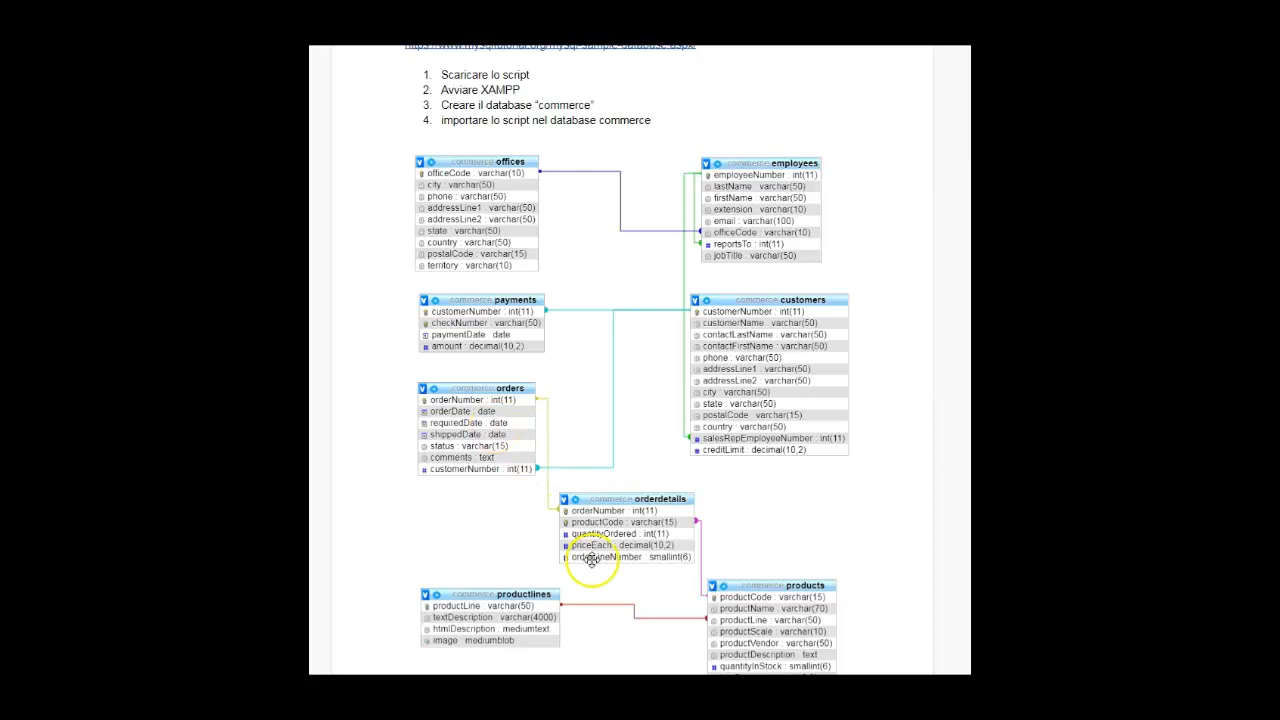 https://www.mysqltutorial.org/mysql-sample-database.aspx/
1. Scaricare lo script
2. Avviare XAMPP
3. Creare il database “commerce”
4. importare lo script nel database commerce
commerce offices
officeCode : varchar(10)
city : varchar(50)
phone : varchar(50)
addressLine1 : varchar(50)
addressLine2 : varchar(50)
state : varchar(50)
country : varchar(50)
postalCode : varchar(15)
territory : varchar(10)
commerce employees
employeeNumber : int(11)
lastName : varchar(50)
firstName : varchar(50)
extension : varchar(10)
email : varchar(100)
officeCode : varchar(10)
reportsTo : int(11)
jobTitle : varchar(50)
commerce payments
customerNumber : int(11)
checkNumber : varchar(50)
paymentDate : date
amount : decimal(10,2)
commerce customers
customerNumber : int(11)
customerName : varchar(50)
contactLastName : varchar(50)
contactFirstName : varchar(50)
phone : varchar(50)
addressLine1 : varchar(50)
addressLine2 : varchar(50)
city : varchar(50)
state : varchar(50)
postalCode : varchar(15)
country : varchar(50)
salesRepEmployeeNumber : int(11)
creditLimit : decimal(10,2)
commerce orders
orderNumber : int(11)
orderDate : date
requiredDate : date
shippedDate : date
status : varchar(15)
comments : text
customerNumber : int(11)
commerce orderdetails
orderNumber : int(11)
productCode : varchar(15)
quantityOrdered : int(11)
priceEach : decimal(10,2)
orderLineNumber : smallint(6)
commerce productlines
productLine : varchar(50)
textDescription : varchar(4000)
htmlDescription : mediumtext
image : mediumblob
commerce products
productCode : varchar(15)
productName : varchar(70)
productLine : varchar(50)
productScale : varchar(10)
productVendor : varchar(50)
productDescription : text
quantityInStock : smallint(6)